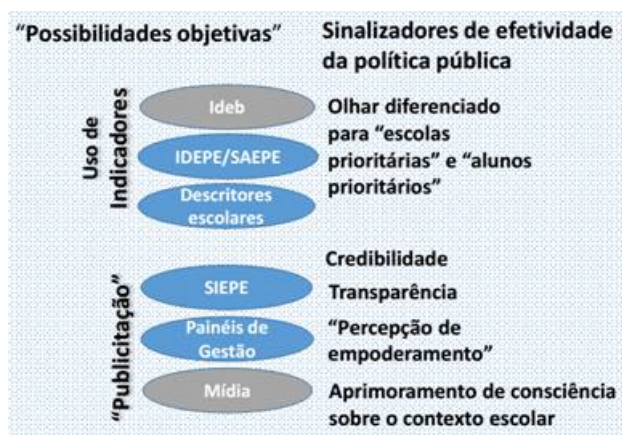 “Possibilidades objetivas”
Sinalizadores de efetividade
da política pública
Uso de
Indicadores
Ideb
IDEPE/SAEPE
Descritores
escolares
Olhar diferenciado
para “escolas
prioritárias” e “alunos
prioritários”
“Publicitação”
SIEPE
Painéis de
Gestão
Mídia
Credibilidade
Transparência
“Percepção de
empoderamento”
Aprimoramento de consciência
sobre o contexto escolar